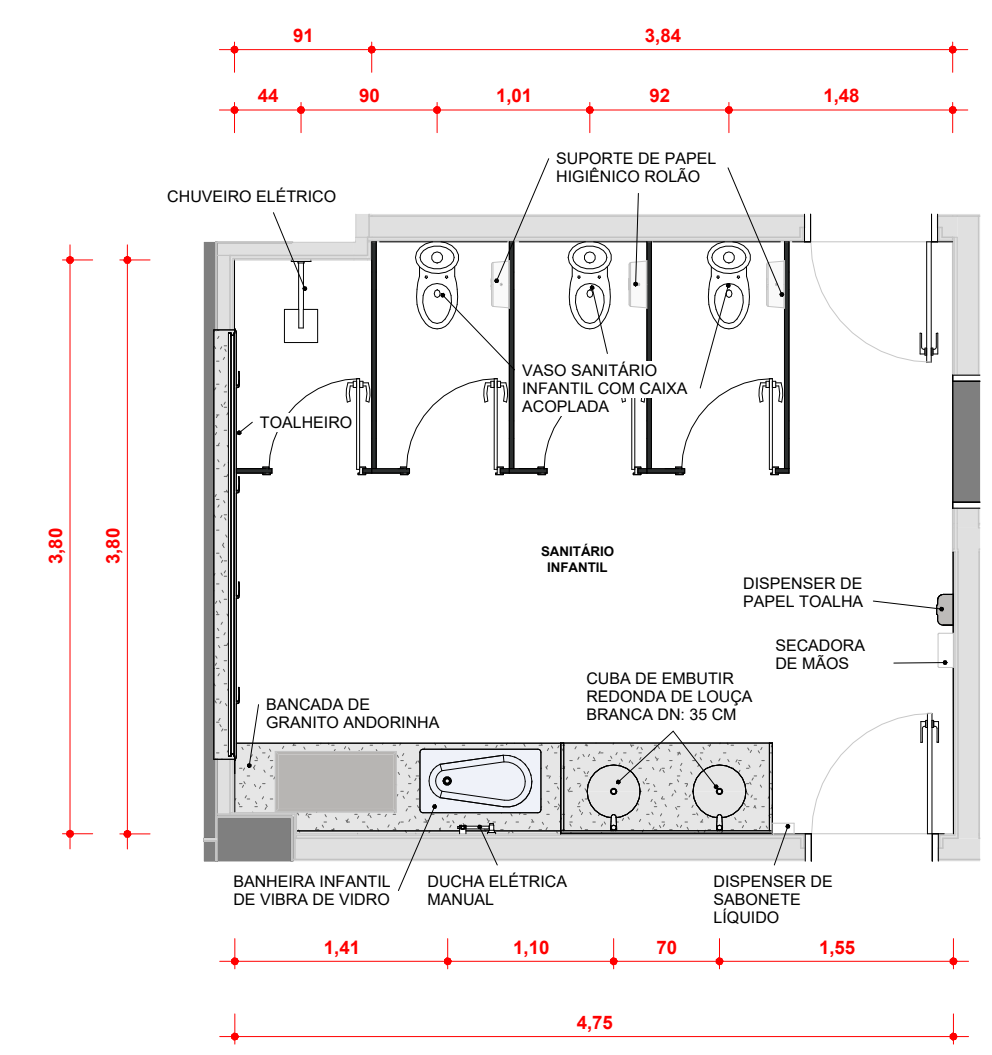 91
3,84
44
90
1,01
92
1,48
SUPORTE DE PAPEL
HIGIÊNICO ROLÃO
CHUVEIRO ELÉTRICO
VASO SANITÁRIO
INFANTIL COM CAIXA
ACOPLADA
TOALHEIRO
3,80
3,80
SANITÁRIO
INFANTIL
DISPENSER DE
PAPEL TOALHA
SECADORA
DE MÃOS
CUBA DE EMBUTIR
REDONDA DE LOUÇA
BRANCA DN: 35 CM
BANCADA DE
GRANITO ANDORINHA
BANHEIRA INFANTIL
DE VIBRA DE VIDRO
DUCHA ELÉTRICA
MANUAL
DISPENSER DE
SABONETE
LÍQUIDO
1,41
1,10
70
1,55
4,75